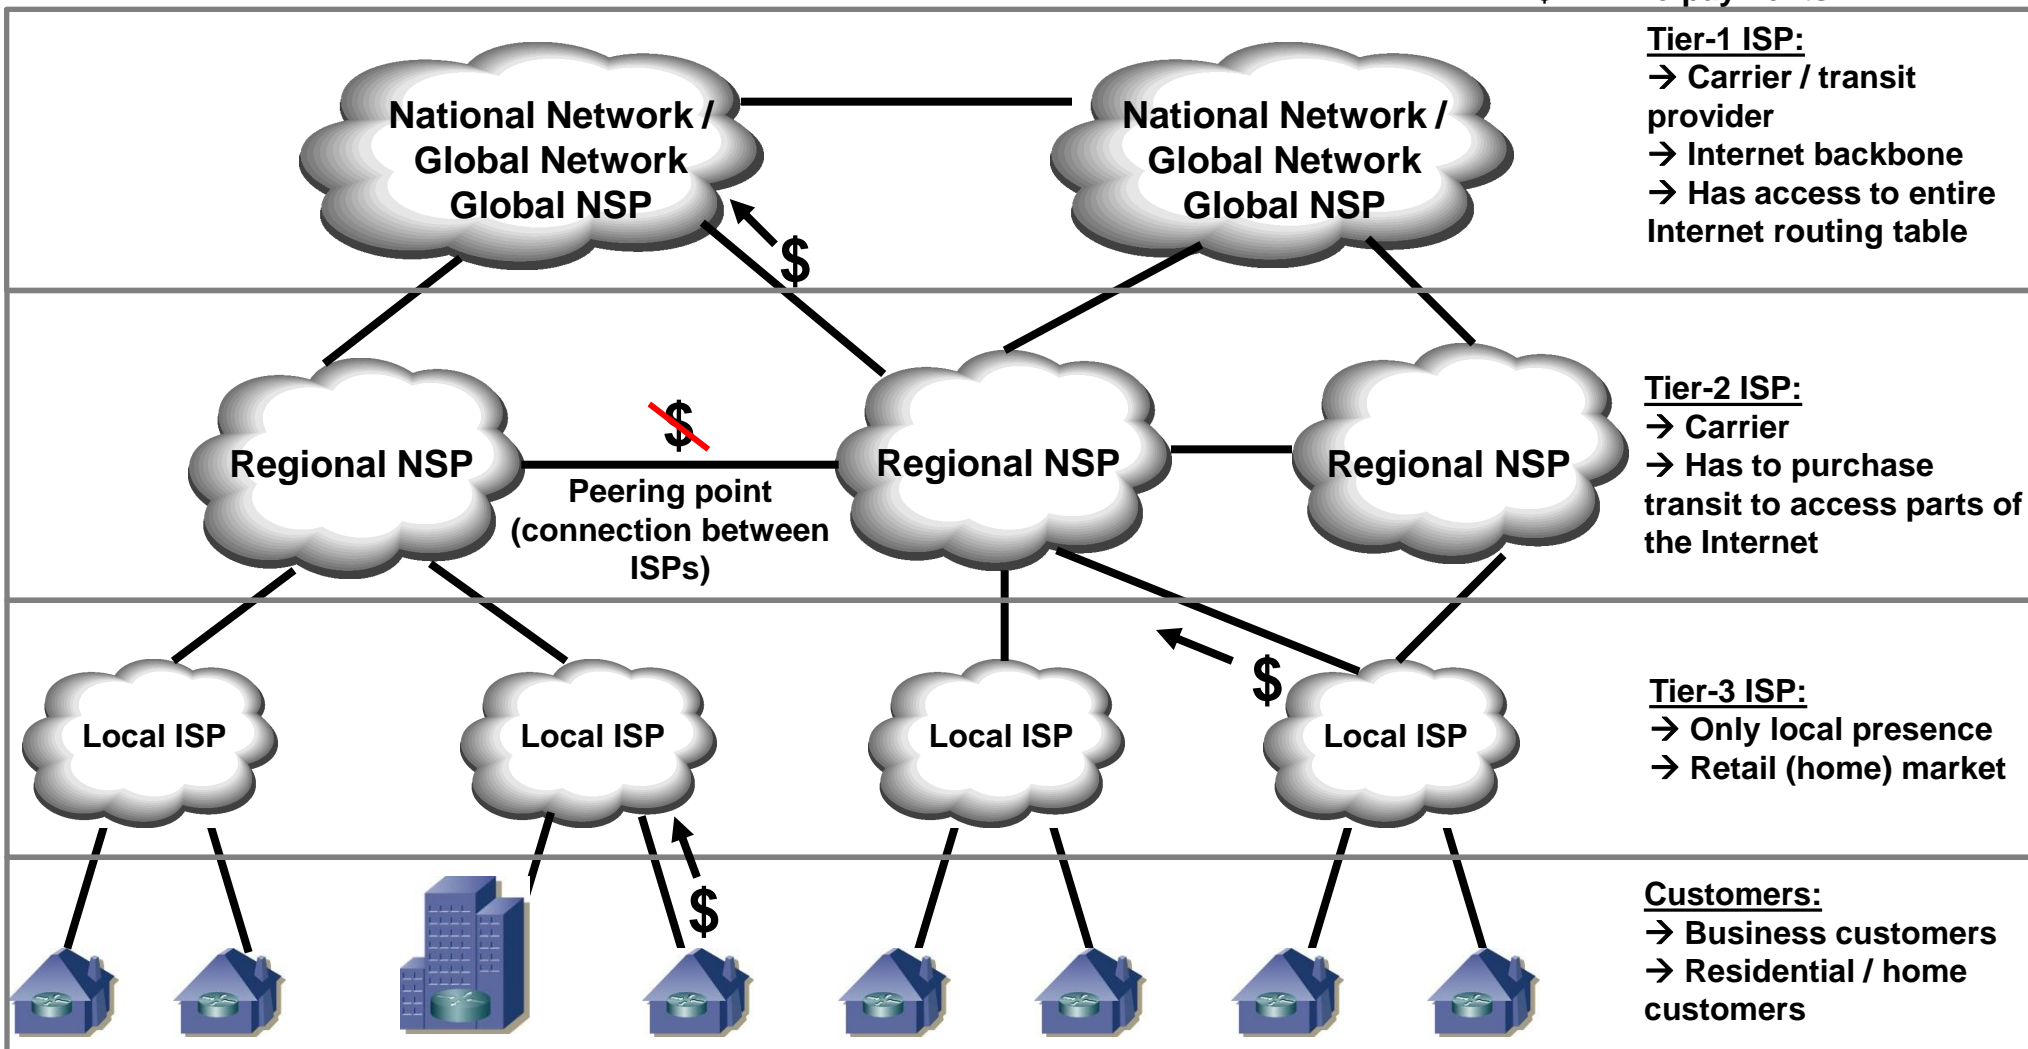 National Network /
Global Network
Global NSP
National Network /
Global Network
Global NSP
Tier-1 ISP:
→ Carrier / transit
provider
→ Internet backbone
→ Has access to entire
Internet routing table
$
Regional NSP
$
Peering point
(connection between
ISPs)
Regional NSP
Regional NSP
Tier-2 ISP:
→ Carrier
→ Has to purchase
transit to access parts of
the Internet
Local ISP
Local ISP
Local ISP
$
Local ISP
Tier-3 ISP:
→ Only local presence
→ Retail (home) market
$
Customers:
→ Business customers
→ Residential / home
customers